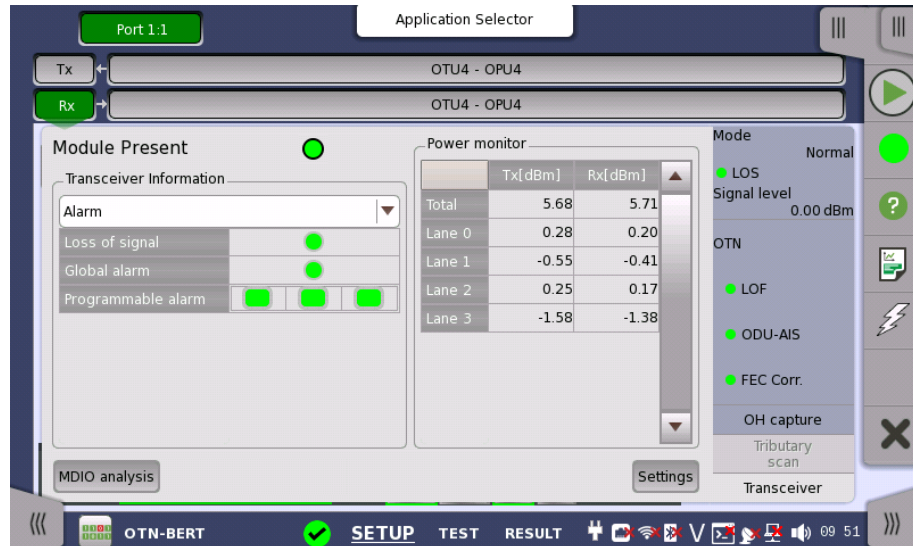 Port 1:1
Application Selector
Tx
OTU4 - OPU4
Rx
OTU4 - OPU4
Module Present
Transceiver Information
Alarm
Loss of signal
Global alarm
Programmable alarm
MDIO analysis
Power monitor
Tx[dBm] Rx[dBm]
Total 5.68 5.71
Lane 0 0.28 0.20
Lane 1 -0.55 -0.41
Lane 2 0.25 0.17
Lane 3 -1.58 -1.38
Settings
Mode
Normal
LOS
Signal level
0.00 dBm
OTN
LOF
ODU-AIS
FEC Corr.
OH capture
Tributary
scan
Transceiver
OTN-BERT
SETUP TEST RESULT
09 51